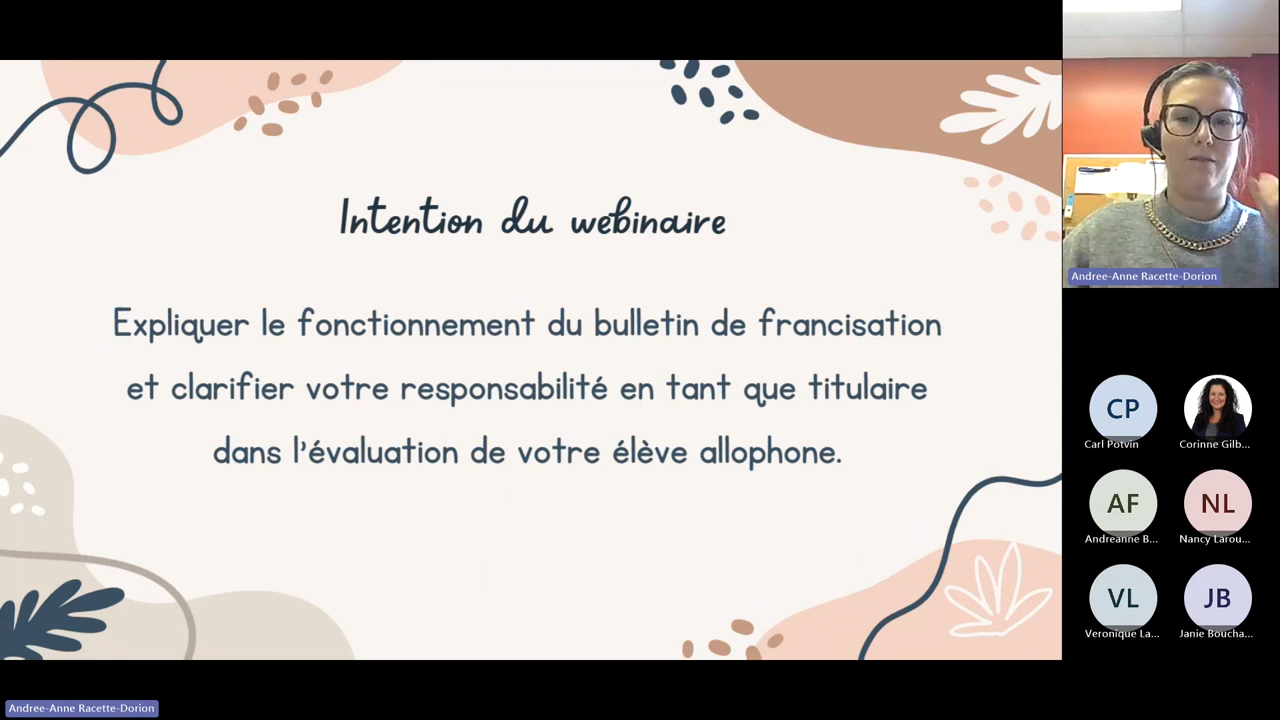 Intention du webinaire
Expliquer le fonctionnement du bulletin de francisation
et clarifier votre responsabilité en tant que titulaire
dans l'évaluation de votre élève allophone.
Andree-Anne Racette-Dorion
CP
Carl Potvin
Corinne Gilb...
AF
Andreanne B...
NL
Nancy Larou...
VL
Veronique La...
JB
Janie Boucha...
Andree-Anne Racette-Dorion